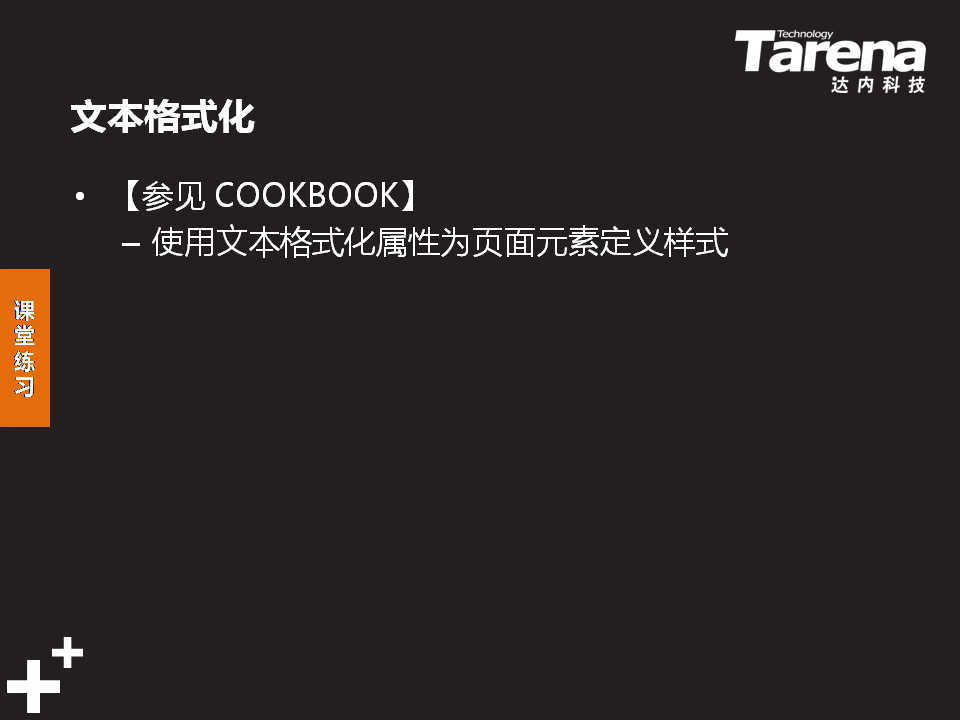 Technology
Tarena
达内科技
文本格式化
• 【参见 COOKBOOK】
– 使用文本格式化属性为页面元素定义样式
课
堂
练
习